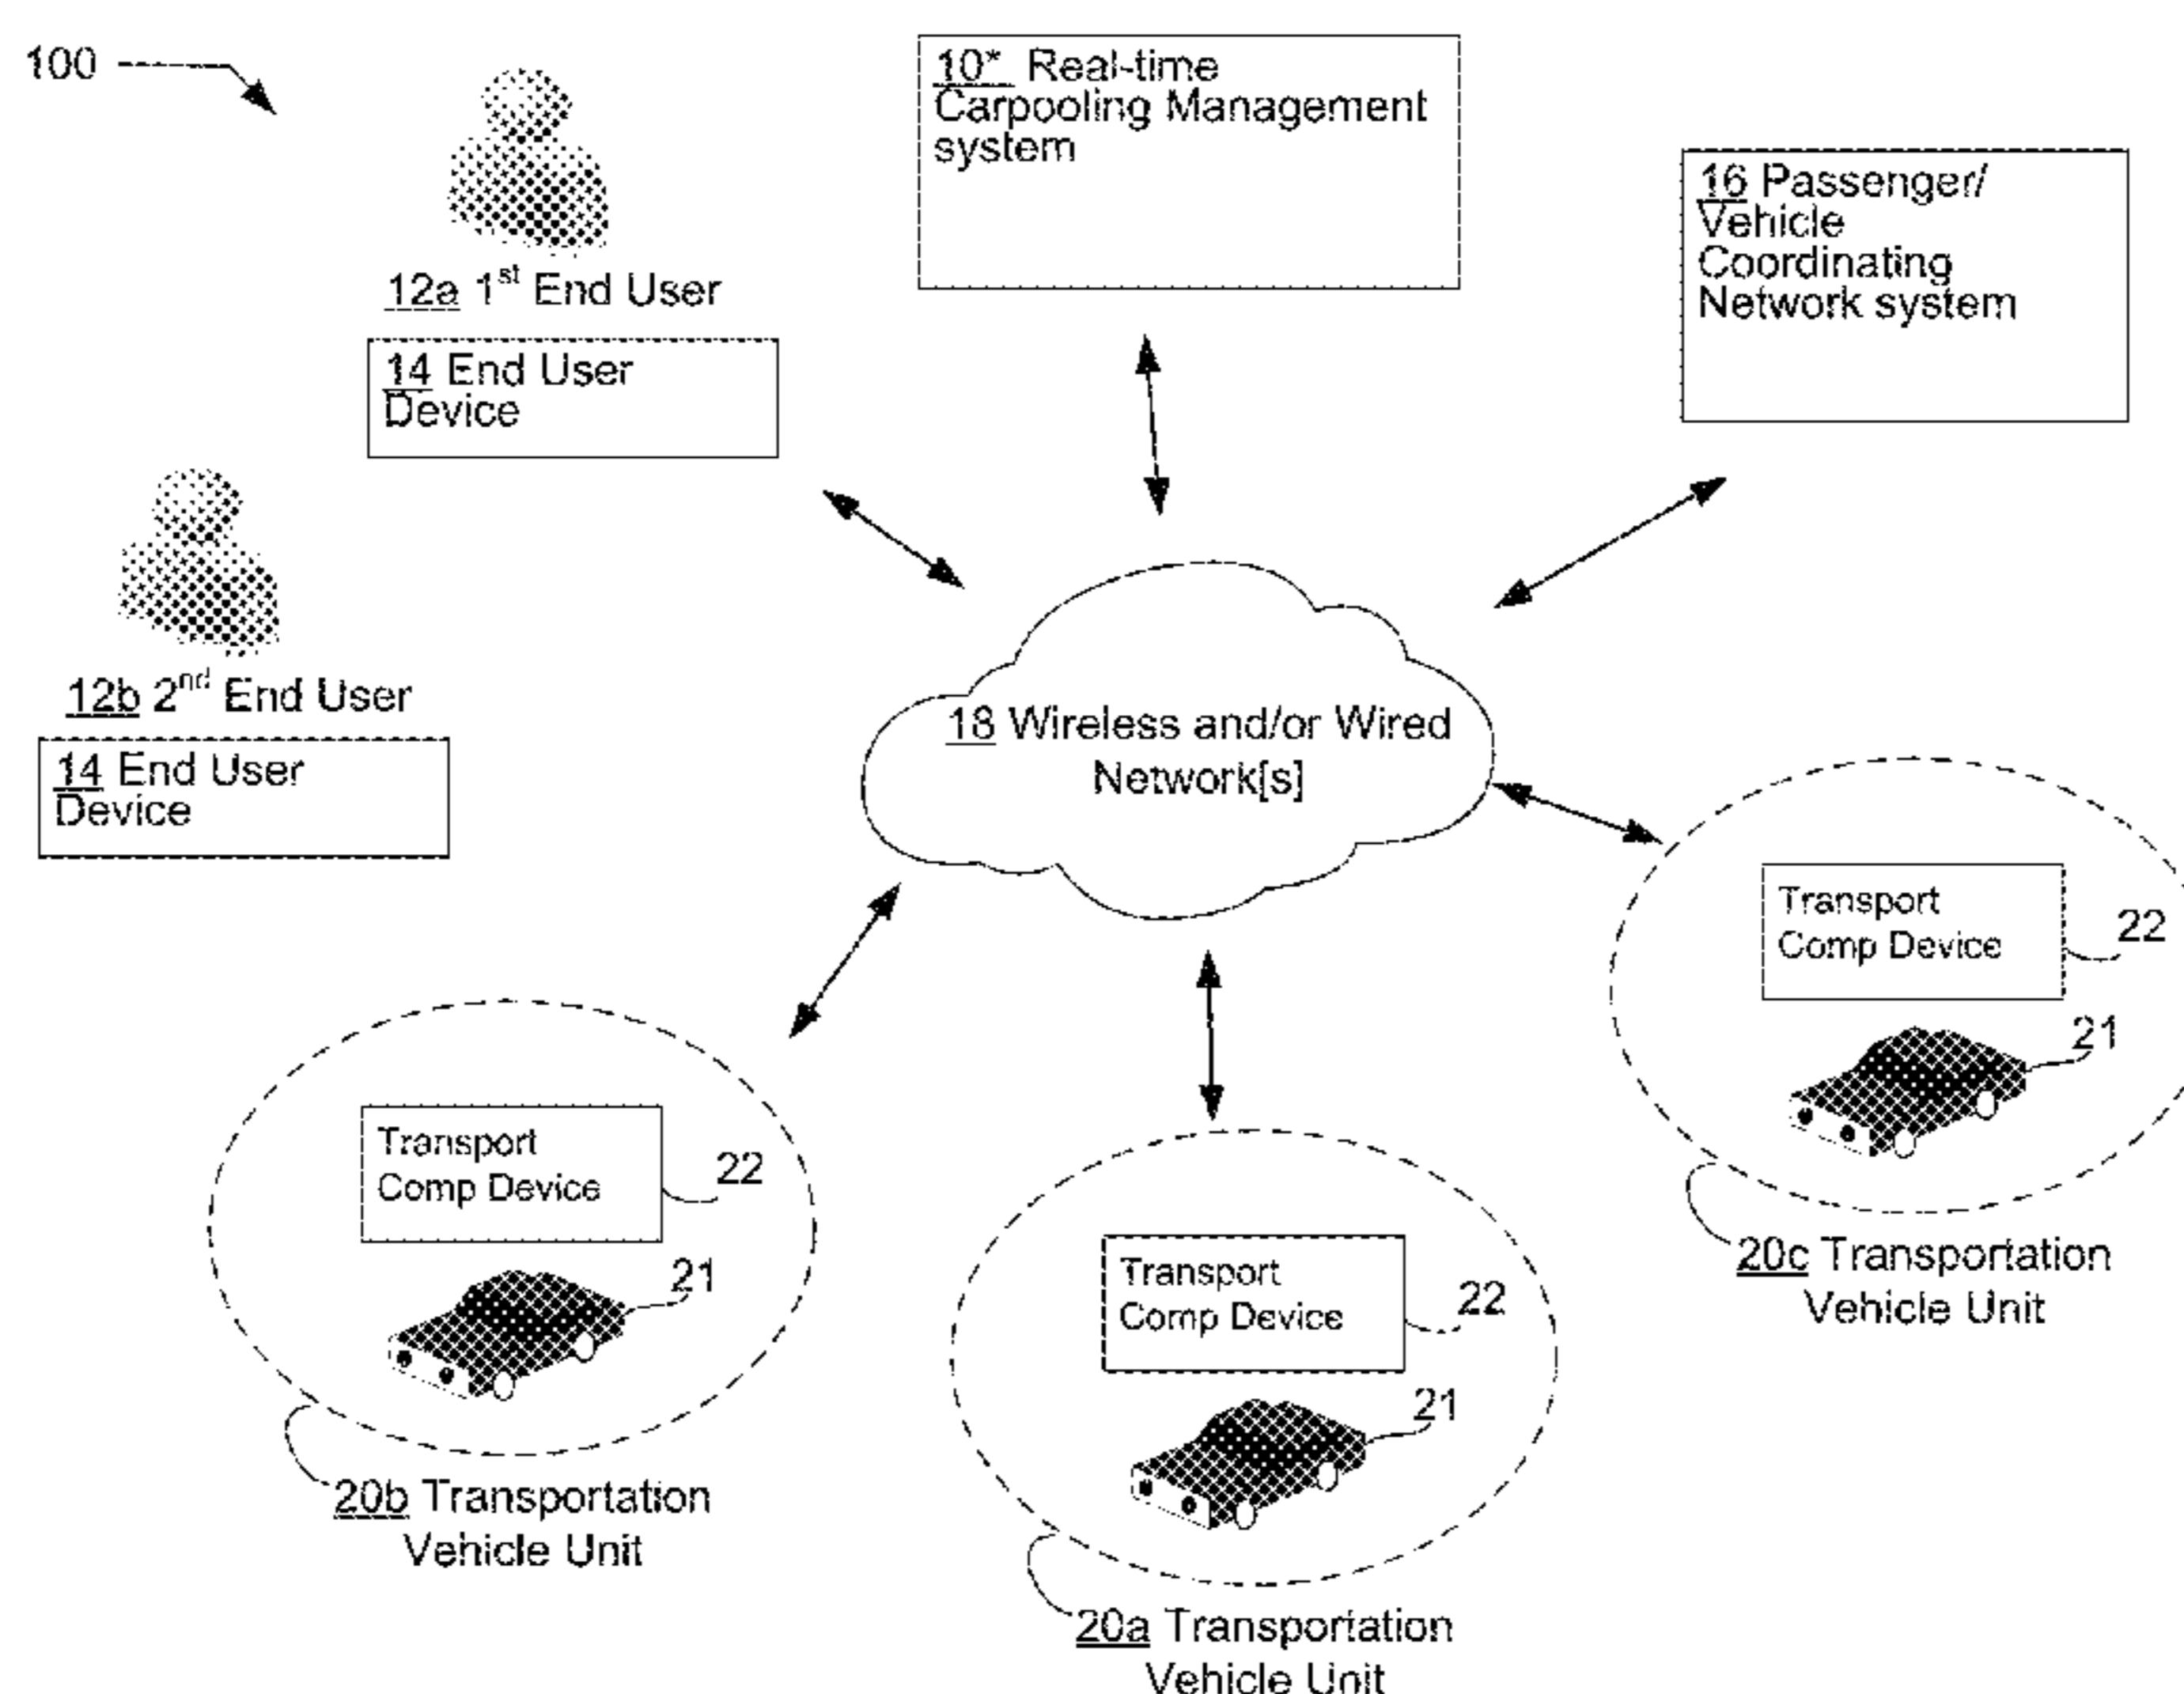 100
10* Real-time
Carpooling Management
system
16 Passenger/
Vehicle
Coordinating
Network system
12a 1st End User
14 End User
Device
12b 2nd End User
14 End User
Device
18 Wireless and/or Wired
Network[s]
Transport
Comp Device
22
21
20c Transportation
Vehicle Unit
Transport
Comp Device
22
21
20b Transportation
Vehicle Unit
Transport
Comp Device
22
21
20a Transportation
Vehicle Unit